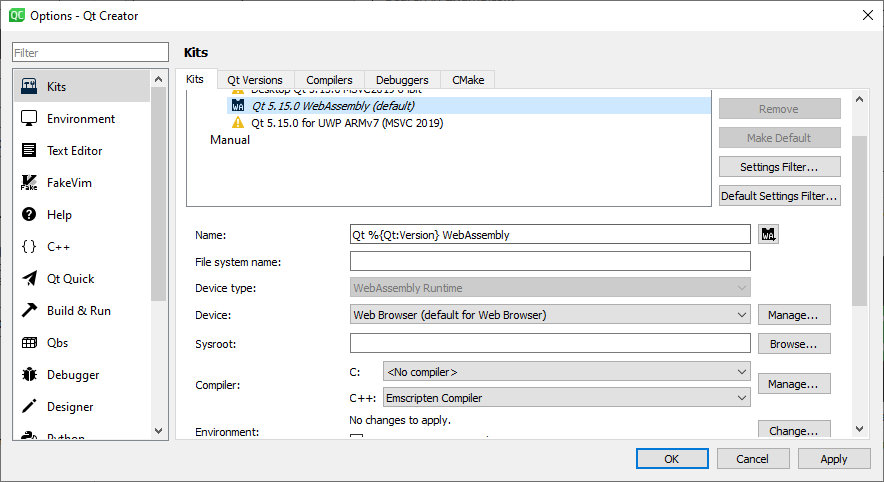 Options - Qt Creator
Filter
Kits
Environment
Text Editor
FakeVim
Help
C++
Qt Quick
Build & Run
Qbs
Debugger
Designer
Python
Kits
Kits
Qt Versions
Compilers
Debuggers
CMake
Desktop Qt 5.15.0 MSVC2019 64bit
Qt 5.15.0 WebAssembly (default)
Qt 5.15.0 for UWP ARMv7 (MSVC 2019)
Manual
Remove
Make Default
Settings Filter...
Default Settings Filter...
Name:
Qt %{Qt:Version} WebAssembly
File system name:
Device type:
WebAssembly Runtime
Device:
Web Browser (default for Web Browser)
Manage...
Sysroot:
Browse...
Compiler:
C:
<No compiler>
C++:
Emscripten Compiler
Manage...
Environment:
No changes to apply.
Change...
OK
Cancel
Apply